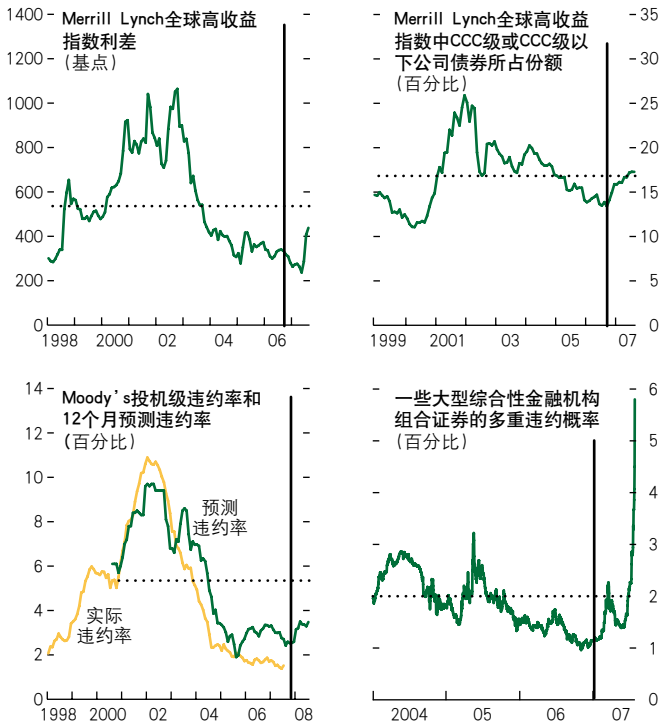 Merrill Lynch全球高收益
指数利差
(基点)
1400
1200
1000
800
600
400
200
0
1998 2000 02 04 06
Merrill Lynch全球高收益
指数中CCC级或CCC级以
下公司债券所占份额
(百分比)
35
30
25
20
15
10
5
0
1999 2001 03 05 07
Moody's投机级违约率和
12个月预测违约率
(百分比)
14
12
10
8
6
4
2
0
预测
违约率
实际
违约率
1998 2000 02 04 06 08
一些大型综合性金融机构
组合证券的多重违约概率
(百分比)
6
5
4
3
2
1
0
2004 05 06 07